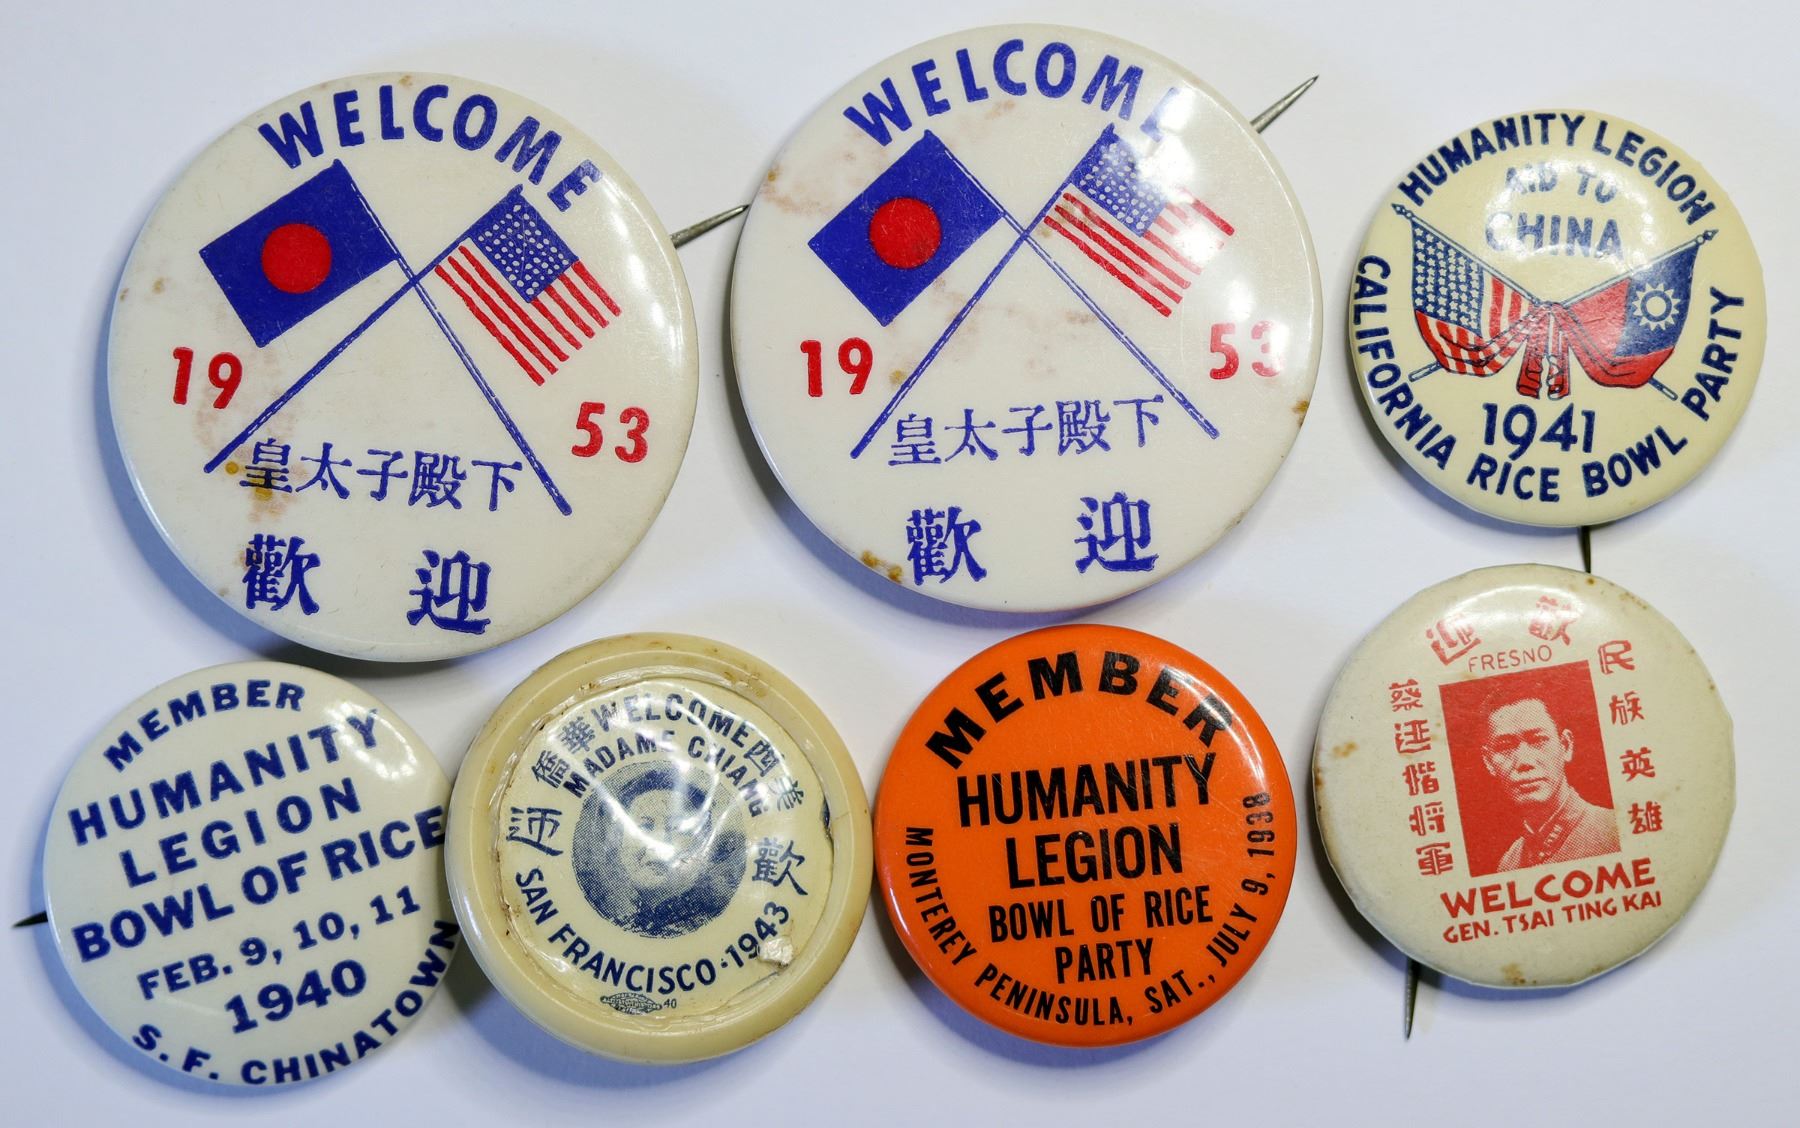 WELCOME
19 53
皇太子殿下
歡迎
WELCOME
19 53
皇太子殿下
歡迎
HUMANITY LEGION
AID TO
CHINA
1941
CALIFORNIA RICE BOWL PARTY
MEMBER
HUMANITY
LEGION
BOWL OF RICE
FEB. 9, 10, 11
1940
S. F. CHINATOWN
WELCOME
MADAME CHIANG
華僑
歡迎
SAN FRANCISCO · 1943
40
MEMBER
HUMANITY
LEGION
BOWL OF RICE
PARTY
MONTEREY PENINSULA, SAT., JULY 9, 1938
歡迎
FRESNO
民族英雄
蔡廷楷將軍
WELCOME
GEN. TSAI TING KAI